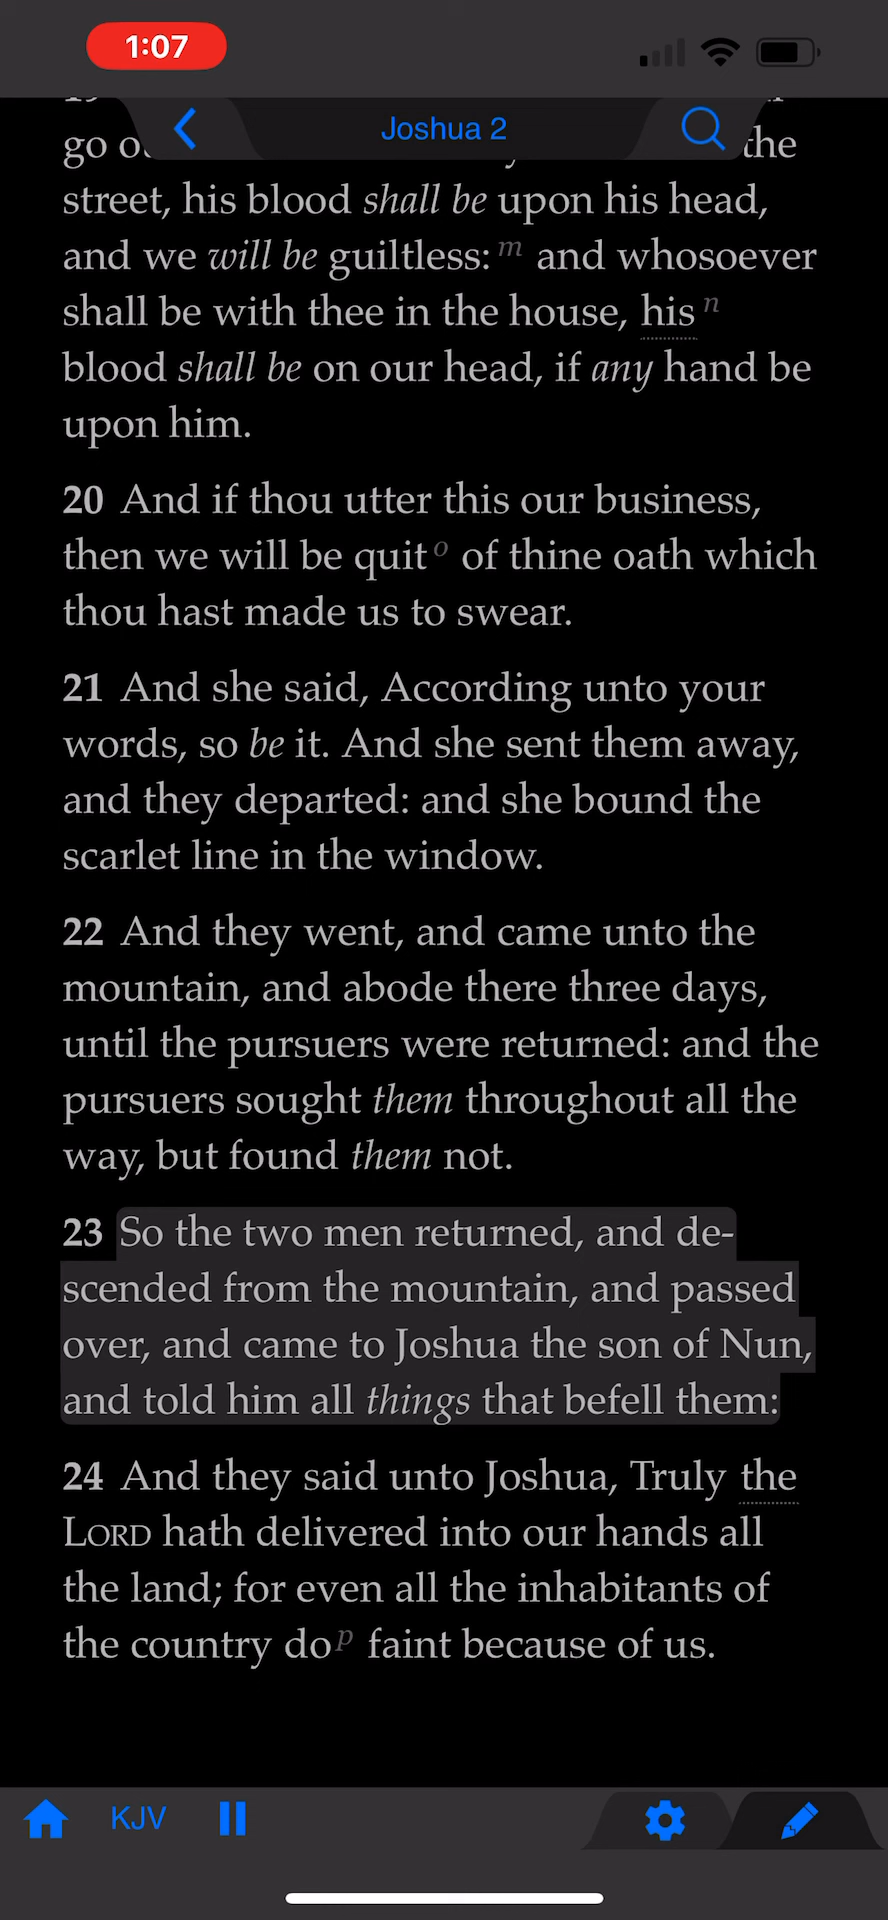 1:07
Joshua 2
go
the
street, his blood shall be upon his head,
and we will be guiltless: m and whosoever
shall be with thee in the house, his n
blood shall be on our head, if any hand be
upon him.
20 And if thou utter this our business,
then we will be quit o of thine oath which
thou hast made us to swear.
21 And she said, According unto your
words, so be it. And she sent them away,
and they departed: and she bound the
scarlet line in the window.
22 And they went, and came unto the
mountain, and abode there three days,
until the pursuers were returned: and the
pursuers sought them throughout all the
way, but found them not.
23 So the two men returned, and de-
scended from the mountain, and passed
over, and came to Joshua the son of Nun,
and told him all things that befell them:
24 And they said unto Joshua, Truly the
LORD hath delivered into our hands all
the land; for even all the inhabitants of
the country do p faint because of us.
KJV